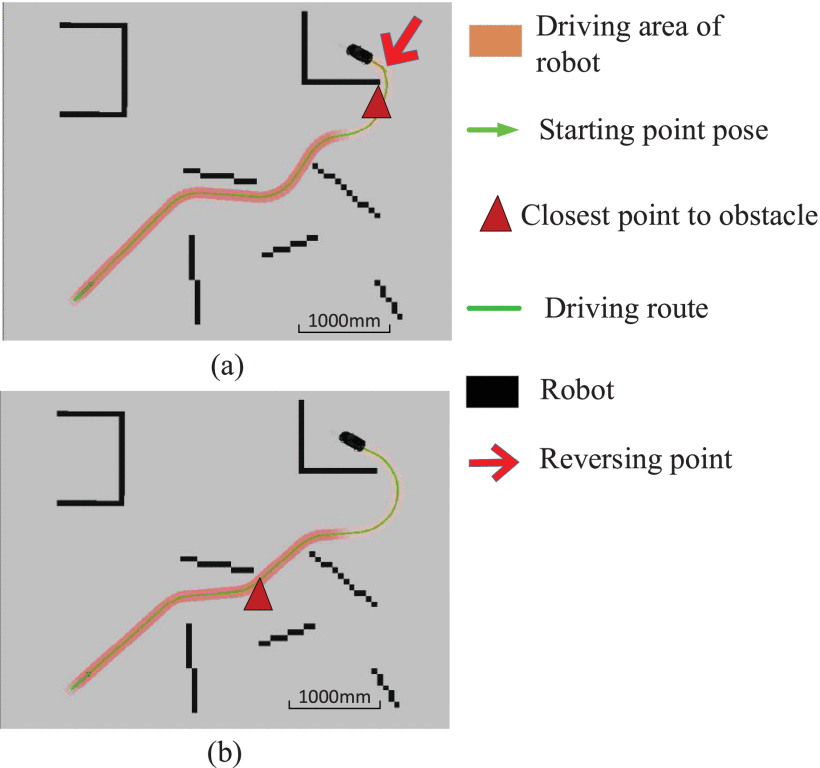 1000mm
(a)
1000mm
(b)
Driving area of
robot
Starting point pose
Closest point to obstacle
Driving route
Robot
Reversing point